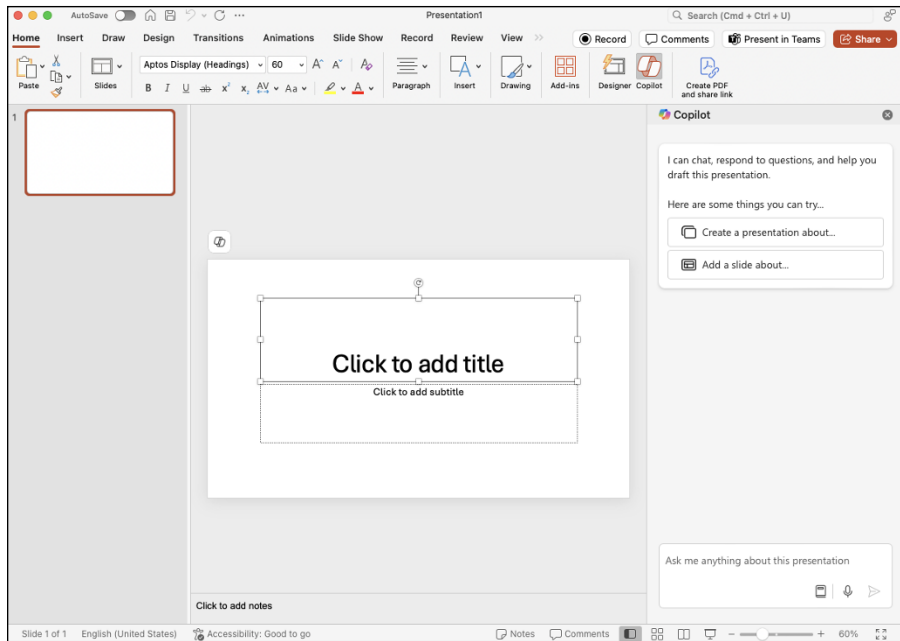 AutoSave
Presentation1
Search (Cmd + Ctrl + U)
Home Insert Draw Design Transitions Animations Slide Show Record Review View
Record Comments Present in Teams Share
Paste
Slides
Aptos Display (Headings) 60
A^ A˅ A
B I U ab x² x₂ AV Aa A
Paragraph
Insert
Drawing
Add-ins
Designer
Copilot
Create PDF
and share link
1
Copilot
I can chat, respond to questions, and help you
draft this presentation.
Here are some things you can try...
Create a presentation about...
Add a slide about...
Click to add title
Click to add subtitle
Ask me anything about this presentation
Click to add notes
Slide 1 of 1 English (United States) Accessibility: Good to go Notes Comments 60%